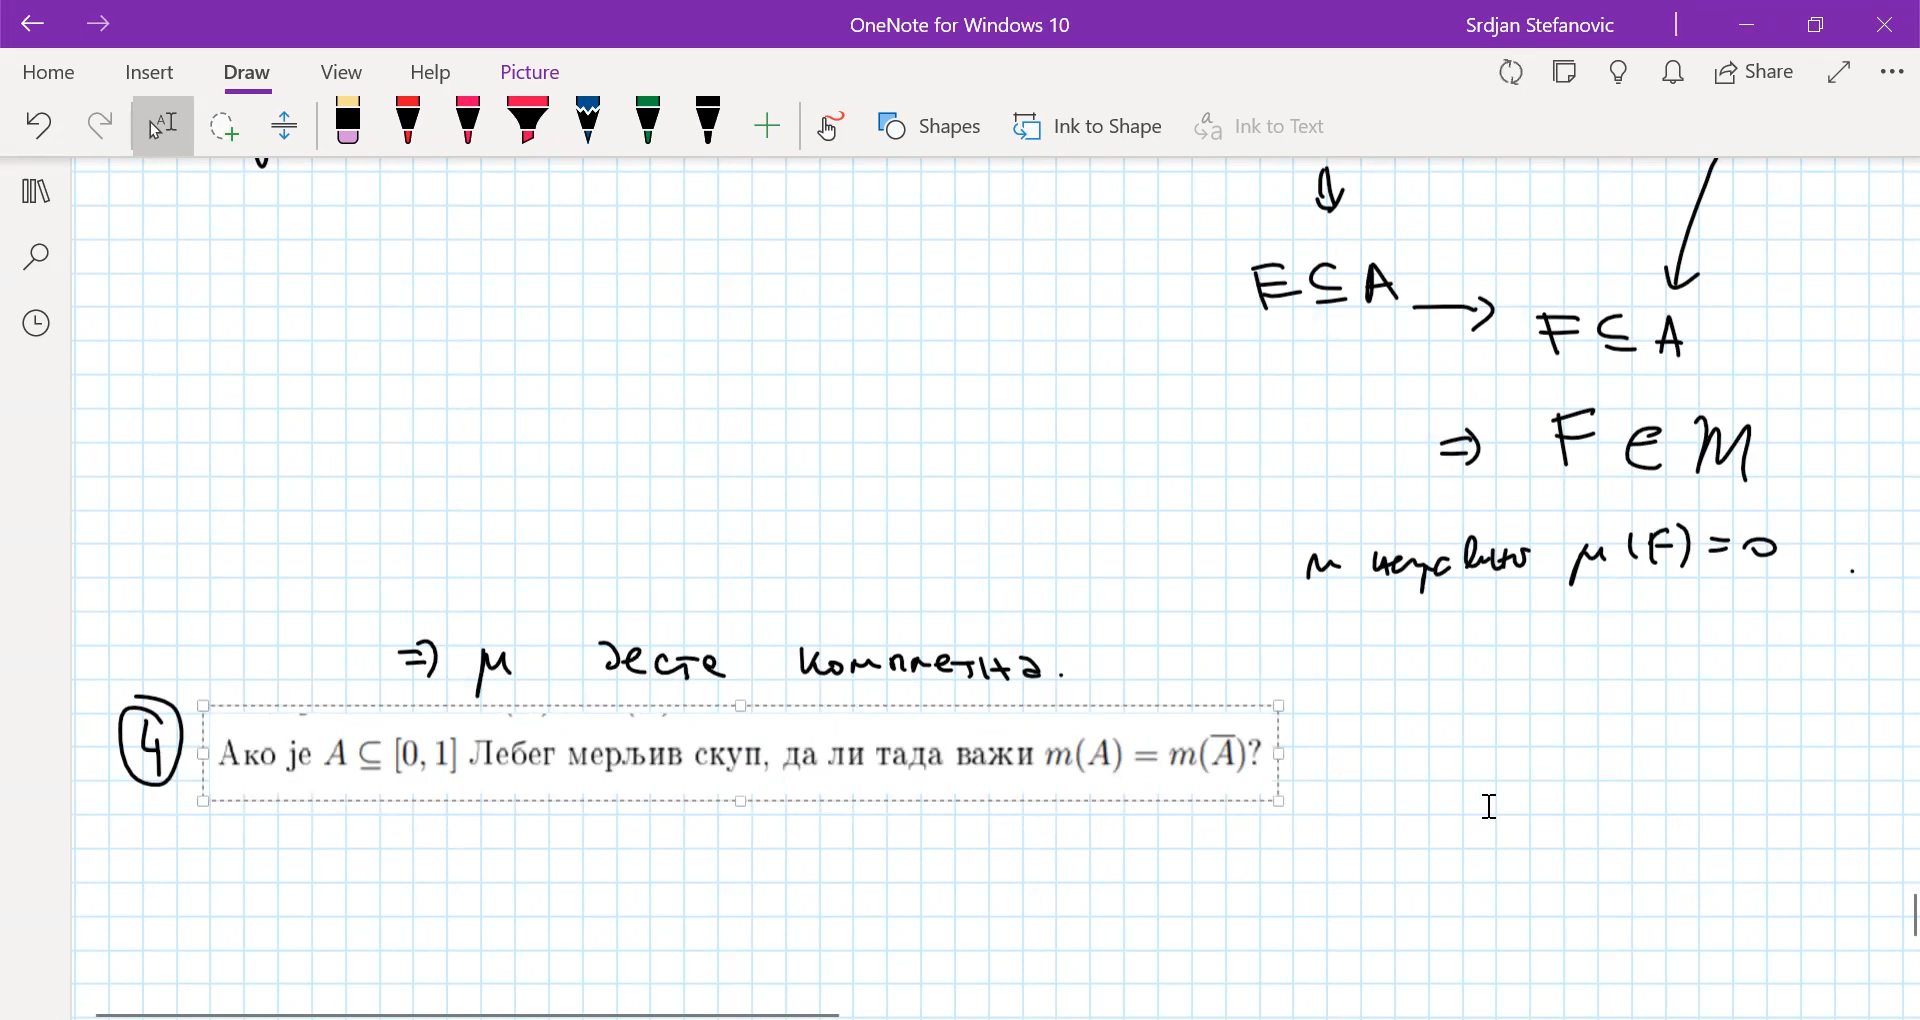 OneNote for Windows 10
Srdjan Stefanovic
Home Insert Draw View Help Picture
Share
Shapes Ink to Shape Ink to Text
⇓
E ⊆ A → F ⊆ A
⇒ F ∈ M
и μ(F) = 0 .
⇒ μ јесте комплетна.
④ Ако је A ⊆ [0, 1] Лебег мерљив скуп, да ли тада важи m(A) = m(A̅)?